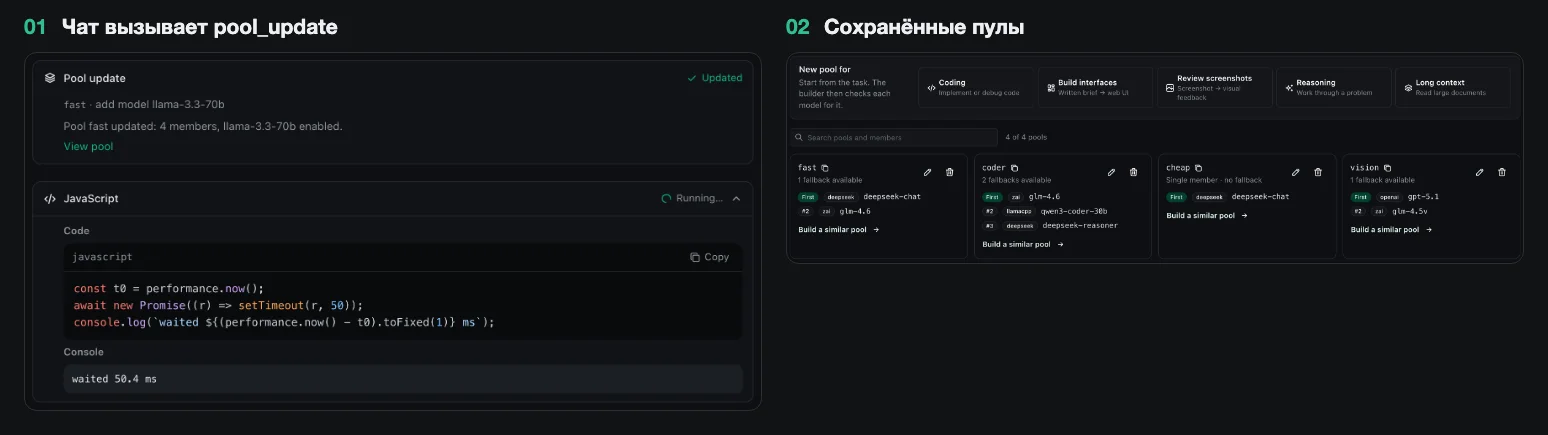 01 Чат вызывает pool_update
Pool update
Updated
fast · add model llama-3.3-70b
Pool fast updated: 4 members, llama-3.3-70b enabled.
View pool
JavaScript
Running...
Code
javascript
Copy
const t0 = performance.now();
await new Promise((r) => setTimeout(r, 50));
console.log(`waited ${(performance.now() - t0).toFixed(1)} ms`);
Console
waited 50.4 ms
02 Сохранённые пулы
New pool for
Start from the task. The
builder then checks each
model for it.
Coding
Implement or debug code
Build interfaces
Written brief → web UI
Review screenshots
Screenshot → visual
feedback
Reasoning
Work through a problem
Long context
Read large documents
Search pools and members
4 of 4 pools
fast
1 fallback available
First deepseek deepseek-chat
#2 zai glm-4.6
Build a similar pool →
coder
2 fallbacks available
First zai glm-4.6
#2 llamacpp qwen3-coder-30b
#3 deepseek deepseek-reasoner
Build a similar pool →
cheap
Single member · no fallback
First deepseek deepseek-chat
Build a similar pool →
vision
1 fallback available
First openai gpt-5.1
#2 zai glm-4.5v
Build a similar pool →